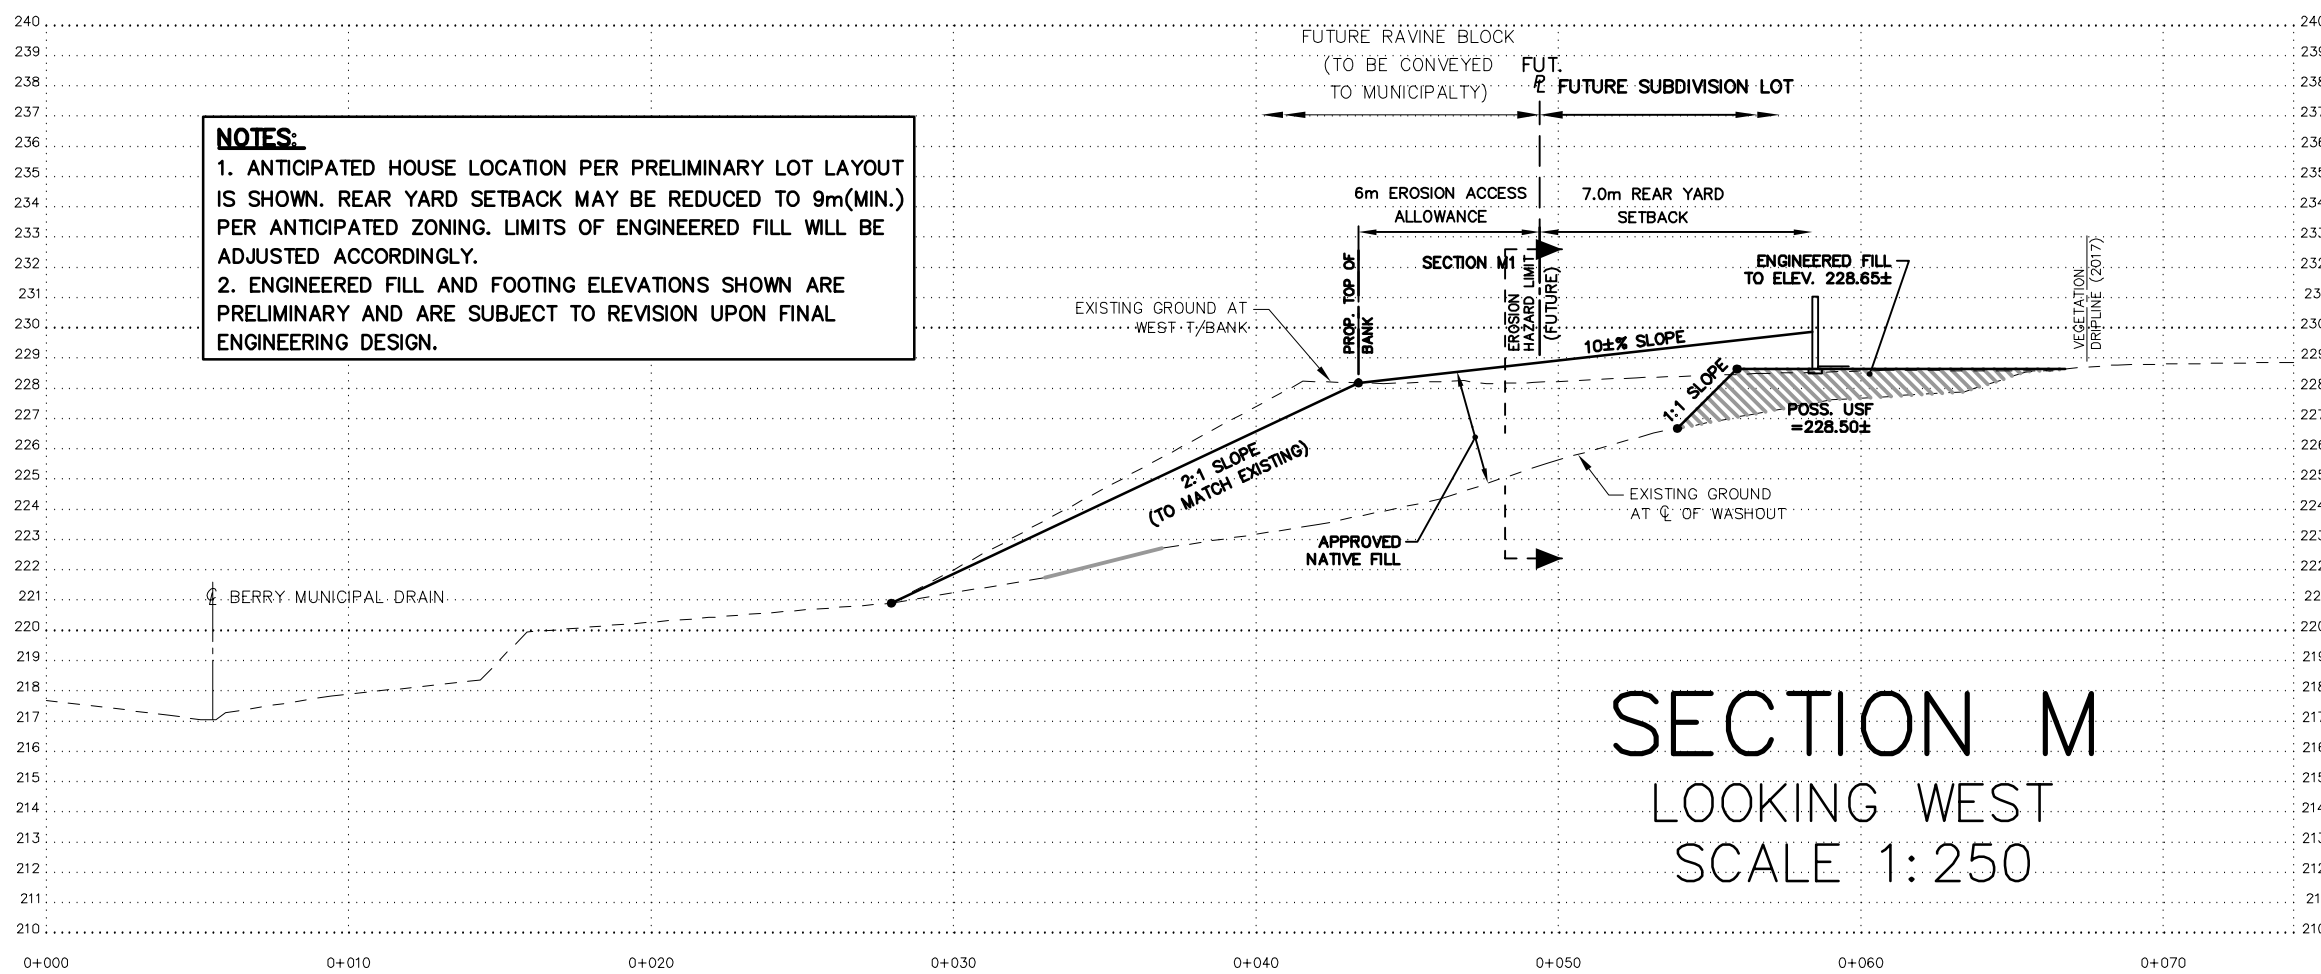 FUTURE RAVINE BLOCK
(TO BE CONVEYED
TO MUNICIPALTY)
FUT.
℄ FUTURE SUBDIVISION LOT
NOTES:
1. ANTICIPATED HOUSE LOCATION PER PRELIMINARY LOT LAYOUT
IS SHOWN. REAR YARD SETBACK MAY BE REDUCED TO 9m(MIN.)
PER ANTICIPATED ZONING. LIMITS OF ENGINEERED FILL WILL BE
ADJUSTED ACCORDINGLY.
2. ENGINEERED FILL AND FOOTING ELEVATIONS SHOWN ARE
PRELIMINARY AND ARE SUBJECT TO REVISION UPON FINAL
ENGINEERING DESIGN.
6m EROSION ACCESS
ALLOWANCE
7.0m REAR YARD
SETBACK
SECTION M1
PROP. TOP OF
BANK
EROSION
HAZARD LIMIT
(FUTURE)
ENGINEERED FILL
TO ELEV. 228.65±
VEGETATION
DRIPLINE (2017)
EXISTING GROUND AT
WEST T/BANK
10±% SLOPE
1:1 SLOPE
POSS. USF
=228.50±
2:1 SLOPE
(TO MATCH EXISTING)
EXISTING GROUND
AT ℄ OF WASHOUT
APPROVED
NATIVE FILL
℄ BERRY MUNICIPAL DRAIN
SECTION M
LOOKING WEST
SCALE 1:250
240
239
238
237
236
235
234
233
232
231
230
229
228
227
226
225
224
223
222
221
220
219
218
217
216
215
214
213
212
211
210
0+000 0+010 0+020 0+030 0+040 0+050 0+060 0+070